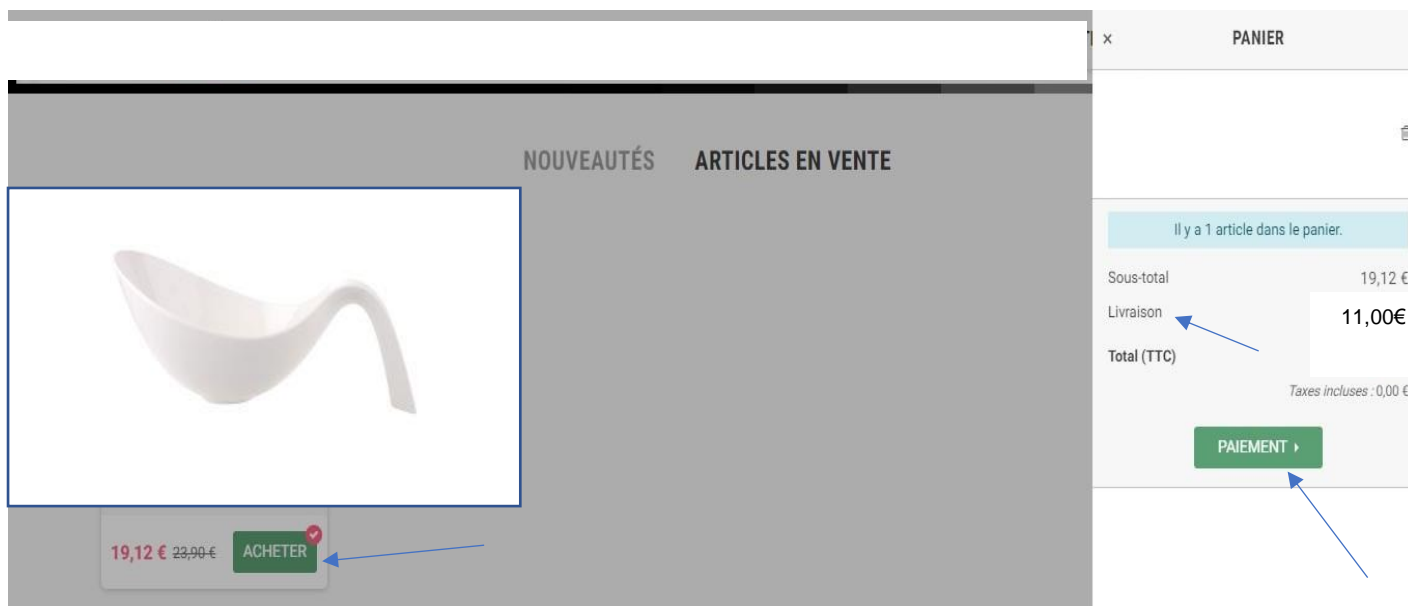 × PANIER
NOUVEAUTÉS ARTICLES EN VENTE
Il y a 1 article dans le panier.
Sous-total 19,12 €
Livraison 11,00€
Total (TTC)
Taxes incluses : 0,00 €
PAIEMENT
19,12 € 23,90 € ACHETER